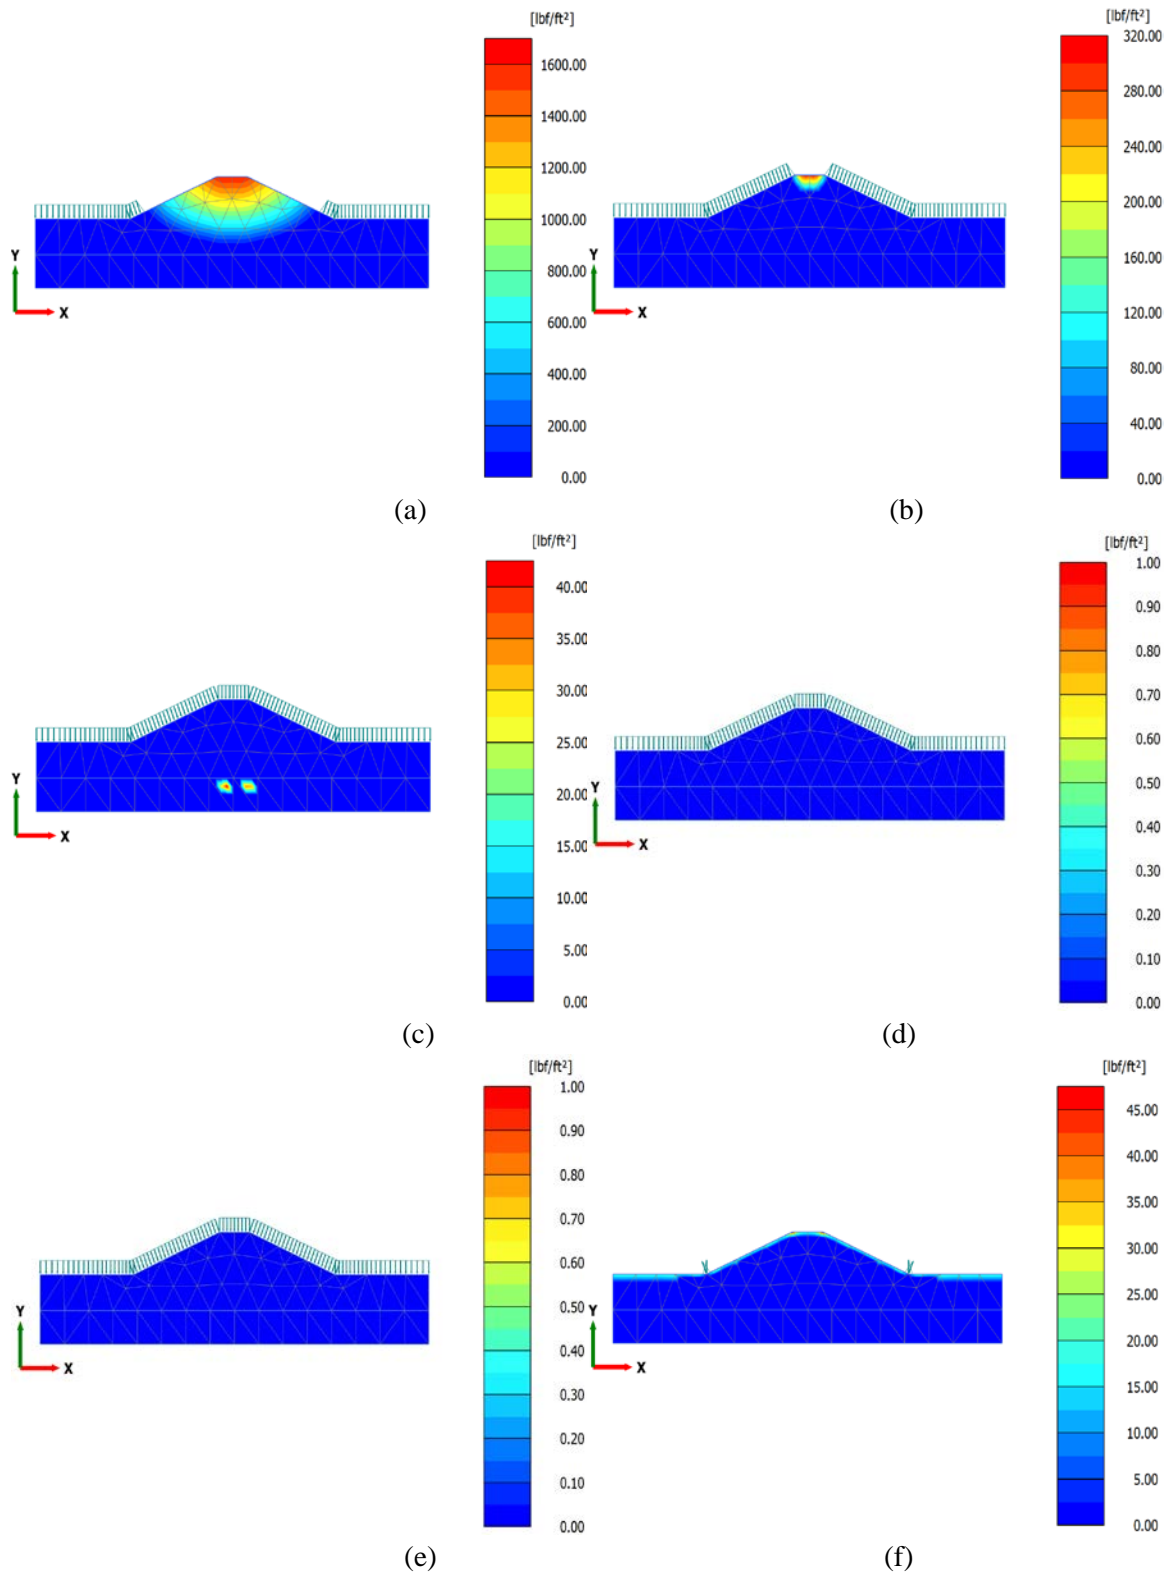 [lbf/ft²]
1600.00
1400.00
1200.00
1000.00
800.00
600.00
400.00
200.00
0.00
Y
X
(a)
[lbf/ft²]
320.00
280.00
240.00
200.00
160.00
120.00
80.00
40.00
0.00
Y
X
(b)
[lbf/ft²]
40.00
35.00
30.00
25.00
20.00
15.00
10.00
5.00
0.00
Y
X
(c)
[lbf/ft²]
1.00
0.90
0.80
0.70
0.60
0.50
0.40
0.30
0.20
0.10
0.00
Y
X
(d)
[lbf/ft²]
1.00
0.90
0.80
0.70
0.60
0.50
0.40
0.30
0.20
0.10
0.00
Y
X
(e)
[lbf/ft²]
45.00
40.00
35.00
30.00
25.00
20.00
15.00
10.00
5.00
0.00
Y
X
(f)